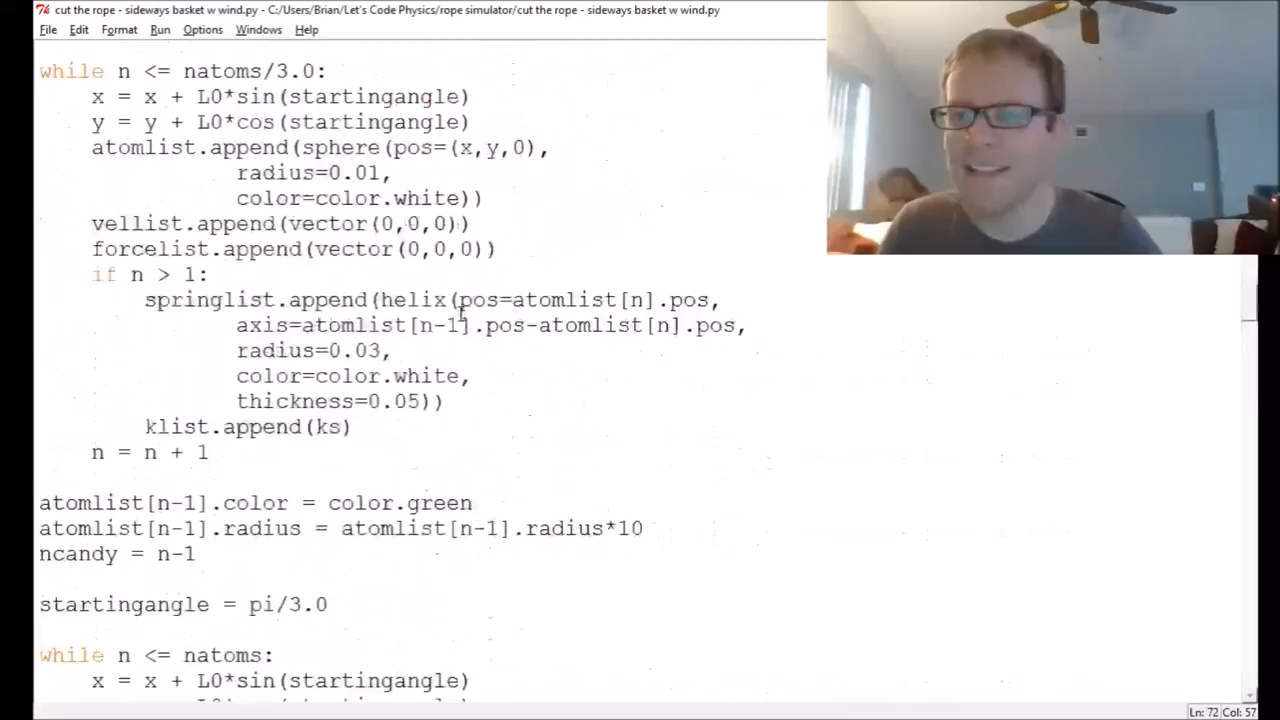 cut the rope - sideways basket w wind.py - C:/Users/Brian/Let's Code Physics/rope simulator/cut the rope - sideways basket w wind.py
File Edit Format Run Options Windows Help
while n <= natoms/3.0:
    x = x + L0*sin(startingangle)
    y = y + L0*cos(startingangle)
    atomlist.append(sphere(pos=(x,y,0),
               radius=0.01,
               color=color.white))
    vellist.append(vector(0,0,0))
    forcelist.append(vector(0,0,0))
    if n > 1:
        springlist.append(helix(pos=atomlist[n].pos,
               axis=atomlist[n-1].pos-atomlist[n].pos,
               radius=0.03,
               color=color.white,
               thickness=0.05))
        klist.append(ks)
    n = n + 1
atomlist[n-1].color = color.green
atomlist[n-1].radius = atomlist[n-1].radius*10
ncandy = n-1
startingangle = pi/3.0
while n <= natoms:
    x = x + L0*sin(startingangle)
Ln: 72 Col: 57